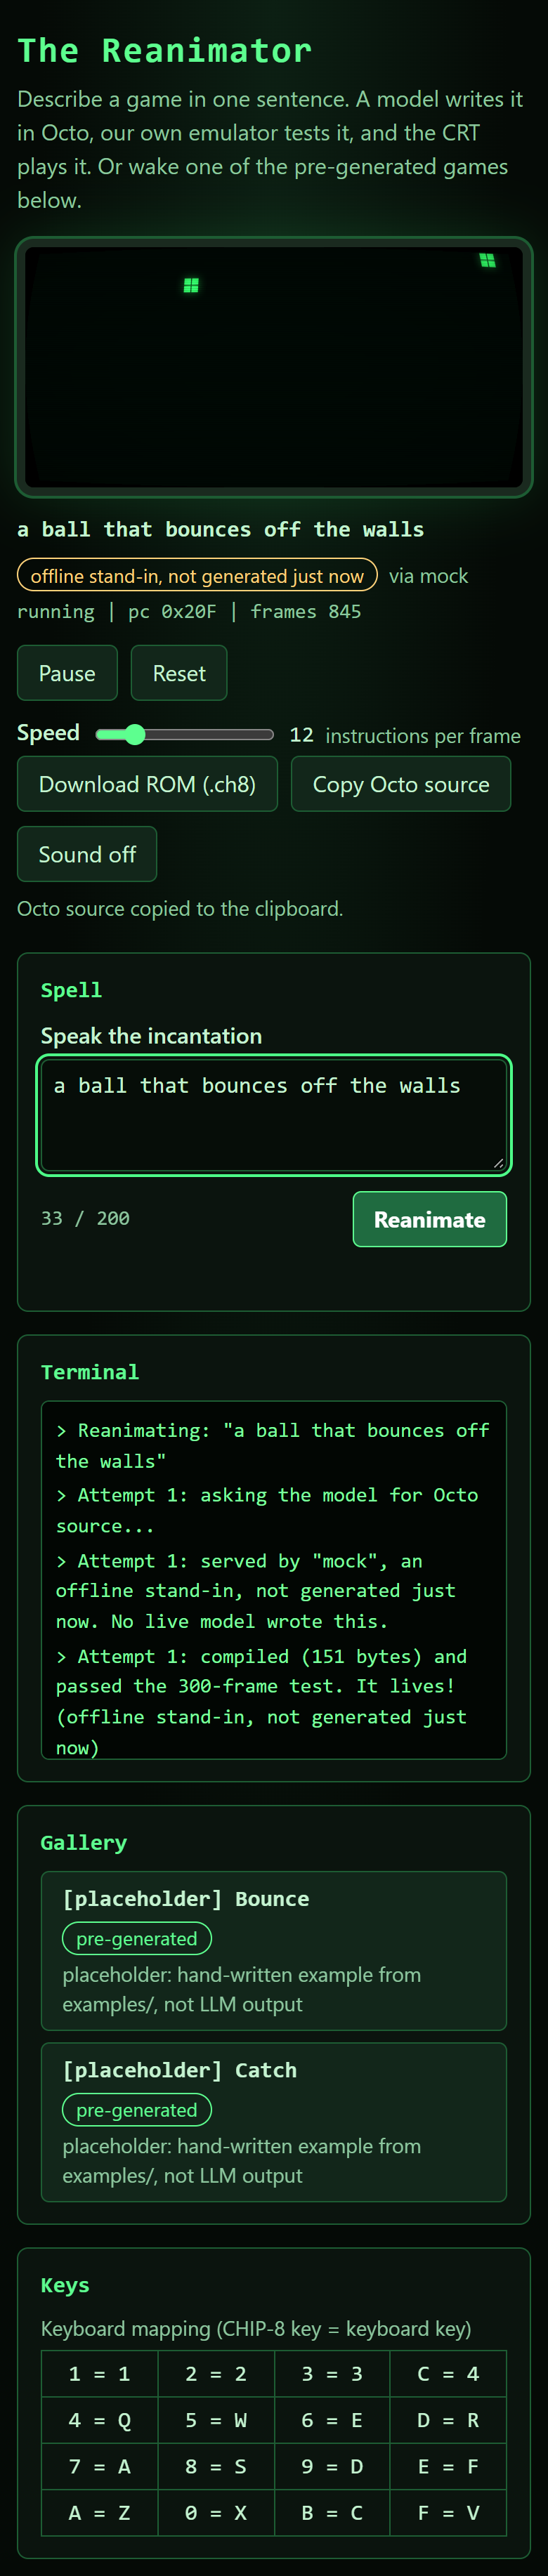 The Reanimator
Describe a game in one sentence. A model writes it
in Octo, our own emulator tests it, and the CRT
plays it. Or wake one of the pre-generated games
below.
a ball that bounces off the walls
offline stand-in, not generated just now via mock
running | pc 0x20F | frames 845
Pause Reset
Speed 12 instructions per frame
Download ROM (.ch8) Copy Octo source
Sound off
Octo source copied to the clipboard.
Spell
Speak the incantation
a ball that bounces off the walls
33 / 200 Reanimate
Terminal
> Reanimating: "a ball that bounces off
the walls"
> Attempt 1: asking the model for Octo
source...
> Attempt 1: served by "mock", an
offline stand-in, not generated just
now. No live model wrote this.
> Attempt 1: compiled (151 bytes) and
passed the 300-frame test. It lives!
(offline stand-in, not generated just
now)
Gallery
[placeholder] Bounce
pre-generated
placeholder: hand-written example from
examples/, not LLM output
[placeholder] Catch
pre-generated
placeholder: hand-written example from
examples/, not LLM output
Keys
Keyboard mapping (CHIP-8 key = keyboard key)
1 = 1 2 = 2 3 = 3 C = 4
4 = Q 5 = W 6 = E D = R
7 = A 8 = S 9 = D E = F
A = Z 0 = X B = C F = V